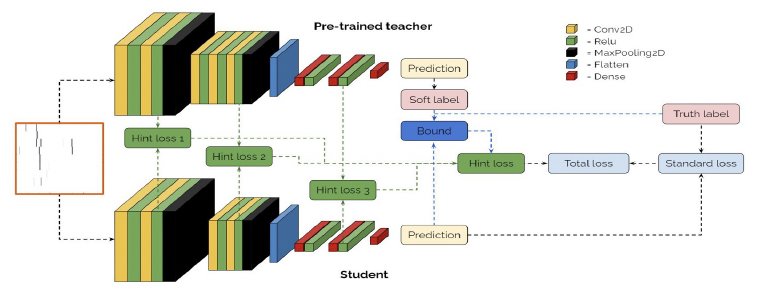 Pre-trained teacher
= Conv2D
= Relu
= MaxPooling2D
= Flatten
= Dense
Prediction
Soft label
Truth label
Bound
Hint loss 1
Hint loss 2
Hint loss 3
Hint loss
Total loss
Standard loss
Prediction
Student